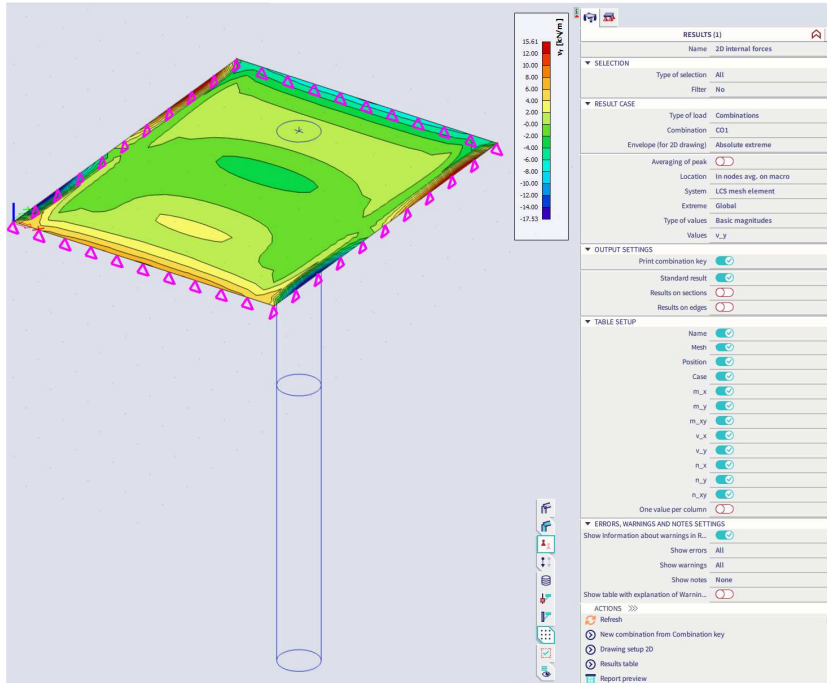 v_y [kN/m]
15.61
12.00
10.00
8.00
6.00
4.00
2.00
-0.00
-2.00
-4.00
-6.00
-8.00
-10.00
-12.00
-14.00
-17.53
RESULTS (1)
Name 2D internal forces
SELECTION
Type of selection All
Filter No
RESULT CASE
Type of load Combinations
Combination CO1
Envelope (for 2D drawing) Absolute extreme
Averaging of peak
Location In nodes avg. on macro
System LCS mesh element
Extreme Global
Type of values Basic magnitudes
Values v_y
OUTPUT SETTINGS
Print combination key
Standard result
Results on sections
Results on edges
TABLE SETUP
Name
Mesh
Position
Case
m_x
m_y
m_xy
v_x
v_y
n_x
n_y
n_xy
One value per column
ERRORS, WARNINGS AND NOTES SETTINGS
Show Information about warnings in R...
Show errors All
Show warnings All
Show notes None
Show table with explanation of Warnin...
ACTIONS >>>
Refresh
New combination from Combination key
Drawing setup 2D
Results table
Report preview